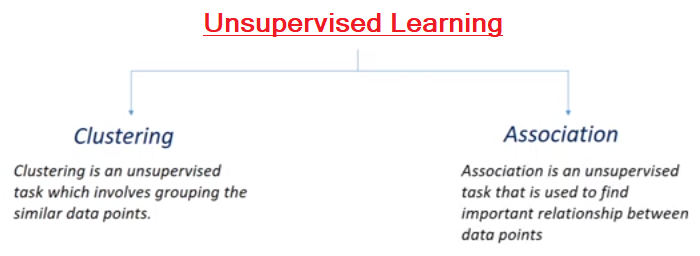 Unsupervised Learning
Clustering
Clustering is an unsupervised
task which involves grouping the
similar data points.
Association
Association is an unsupervised
task that is used to find
important relationship between
data points